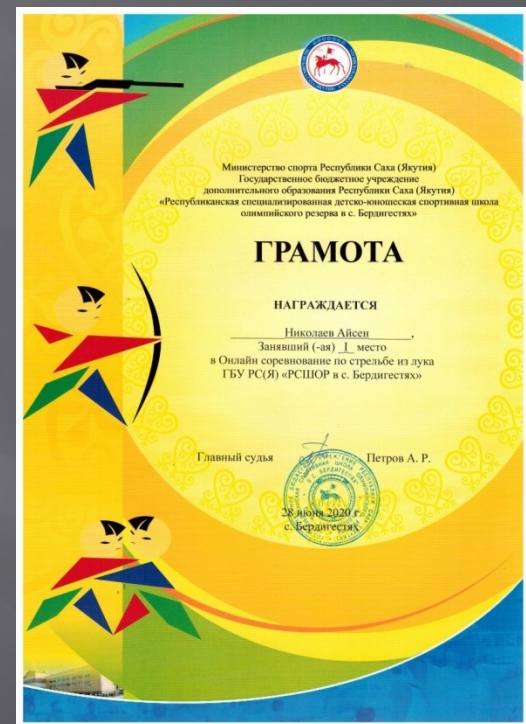 Министерство спорта Республики Саха (Якутия)
Государственное бюджетное учреждение
дополнительного образования Республики Саха (Якутия)
«Республиканская специализированная детско-юношеская спортивная школа
олимпийского резерва в с. Бердигестях»
ГРАМОТА
НАГРАЖДАЕТСЯ
Николаев Айсен,
Занявший (-ая) I место
в Онлайн соревнование по стрельбе из лука
ГБУ РС(Я) «РСШОР в с. Бердигестях»
Главный судья Петров А. Р.
28 июня 2020 г.
с. Бердигестях